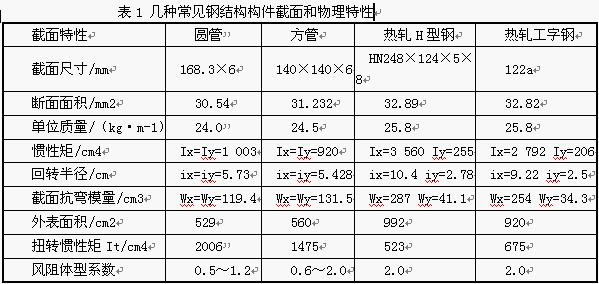 表1 几种常见钢结构构件截面和物理特性
截面特性 圆管 方管 热轧H型钢 热轧工字钢
截面尺寸/mm 168.3×6 140×140×6 HN248×124×5×8 122a
断面面积/mm2 30.54 31.232 32.89 32.82
单位质量/(kg·m-1) 24.0 24.5 25.8 25.8
惯性矩/cm4 Ix=Iy=1 003 Ix=Iy=920 Ix=3 560 Iy=255 Ix=2 792 Iy=206
回转半径/cm ix=iy=5.73 ix=iy=5.428 ix=10.4 iy=2.78 ix=9.22 iy=2.5
截面抗弯模量/cm3 Wx=Wy=119.4 Wx=Wy=131.5 Wx=287 Wy=41.1 Wx=254 Wy=34.3
外表面积/cm2 529 560 992 920
扭转惯性矩It/cm4 2006 1475 523 675
风阻体型系数 0.5～1.2 0.6～2.0 2.0 2.0